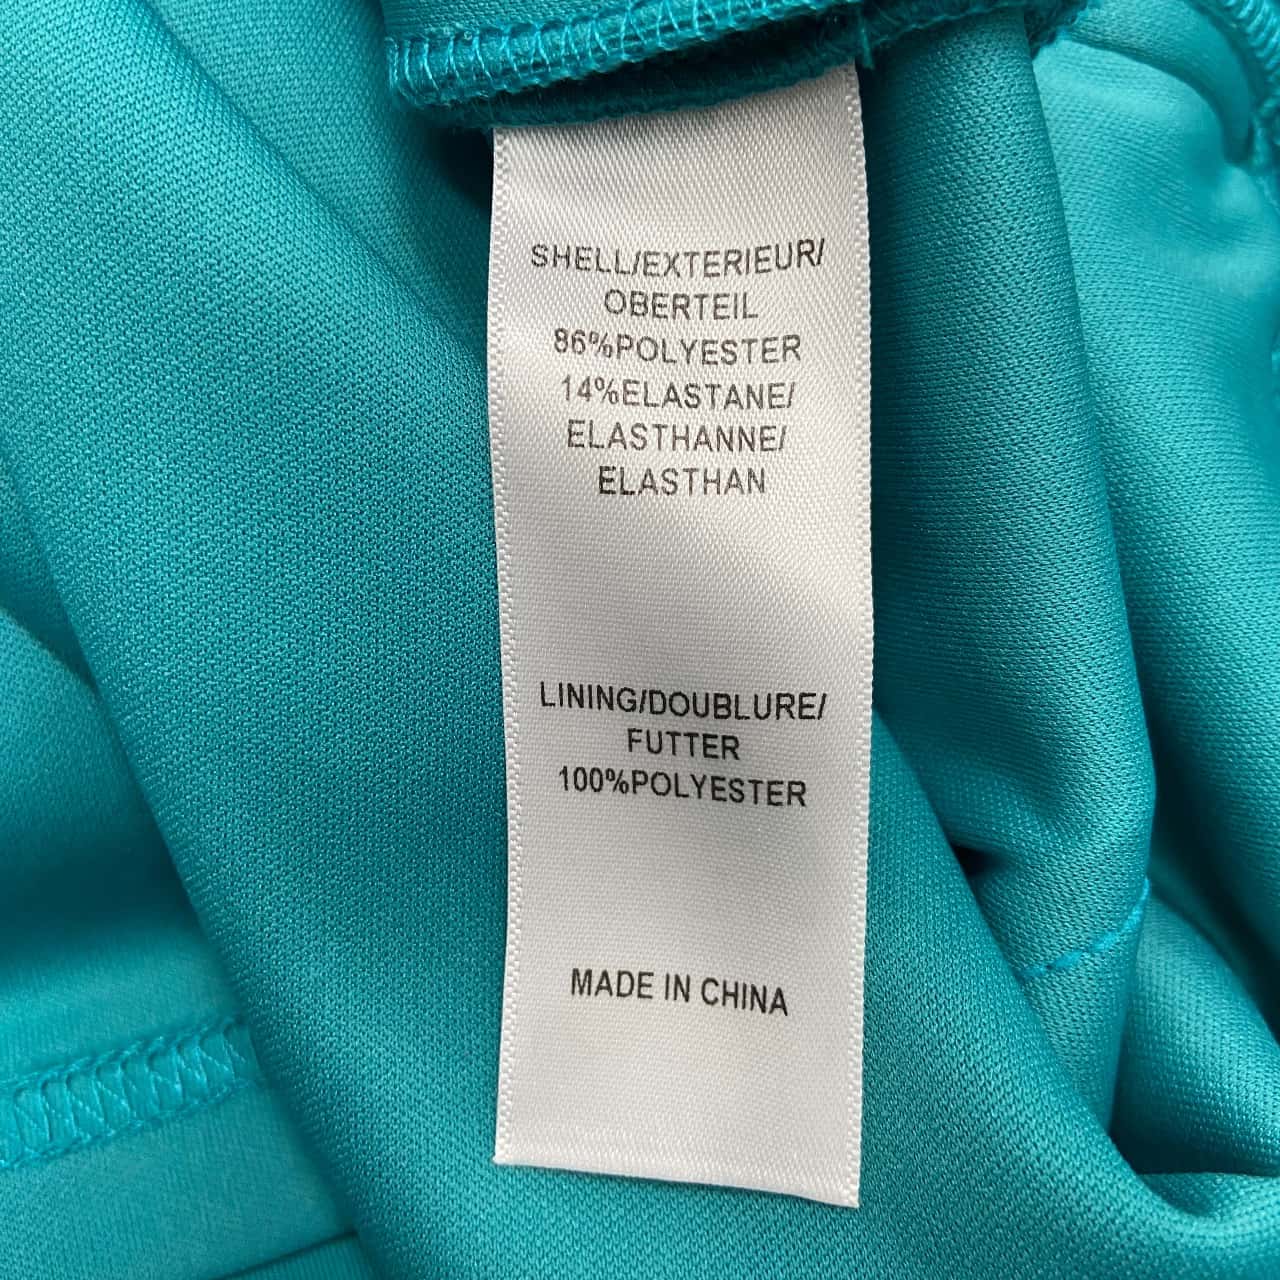 SHELL/EXTERIEUR/
OBERTEIL
86%POLYESTER
14%ELASTANE/
ELASTHANNE/
ELASTHAN
LINING/DOUBLURE/
FUTTER
100%POLYESTER
MADE IN CHINA